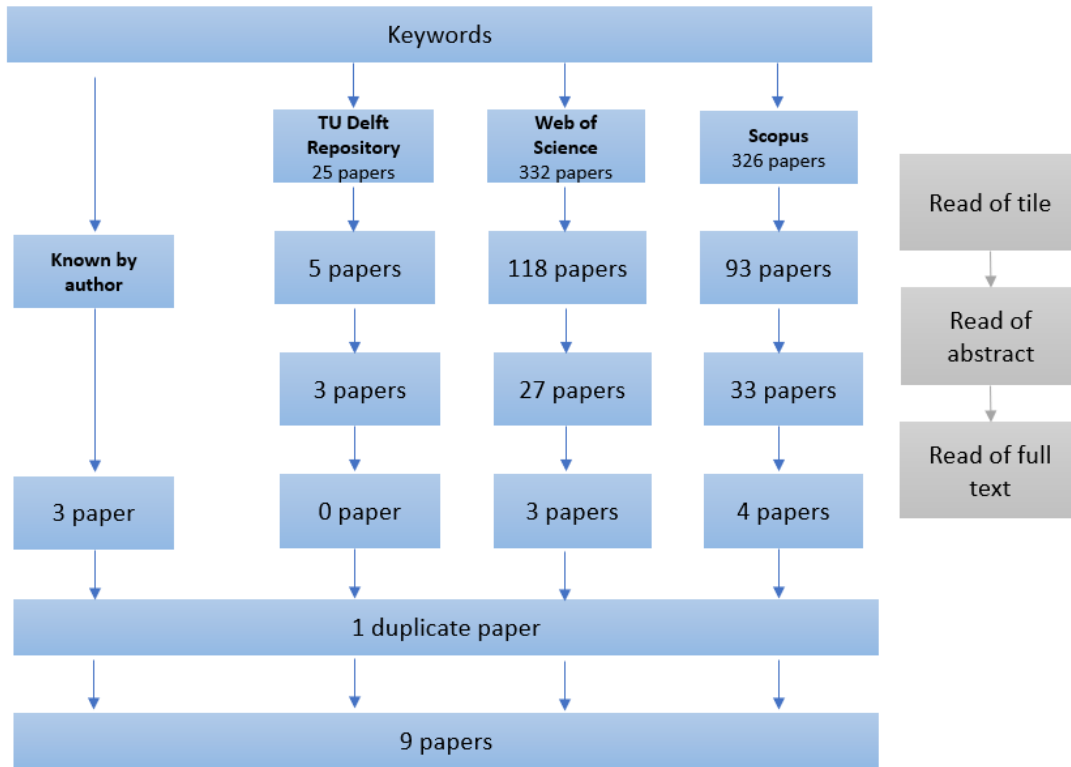 Keywords
TU Delft
Repository
25 papers
Web of
Science
332 papers
Scopus
326 papers
Known by
author
5 papers
118 papers
93 papers
3 papers
27 papers
33 papers
3 paper
0 paper
3 papers
4 papers
1 duplicate paper
9 papers
Read of tile
Read of
abstract
Read of full
text